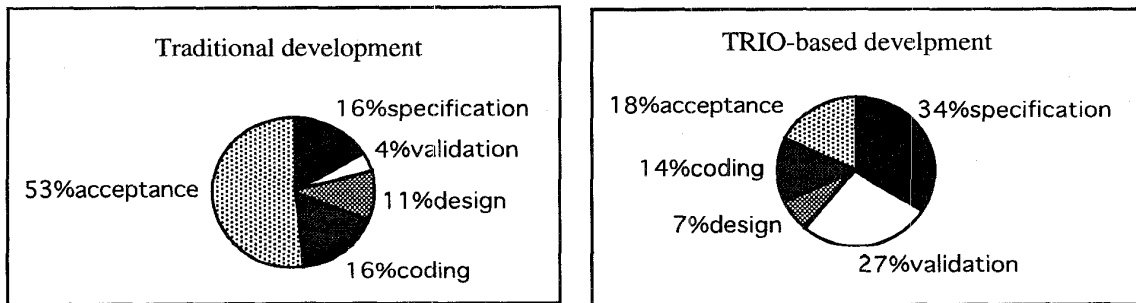 Traditional development
16%specification
4%validation
53%acceptance
11%design
16%coding
TRIO-based develpment
18%acceptance
34%specification
14%coding
7%design
27%validation